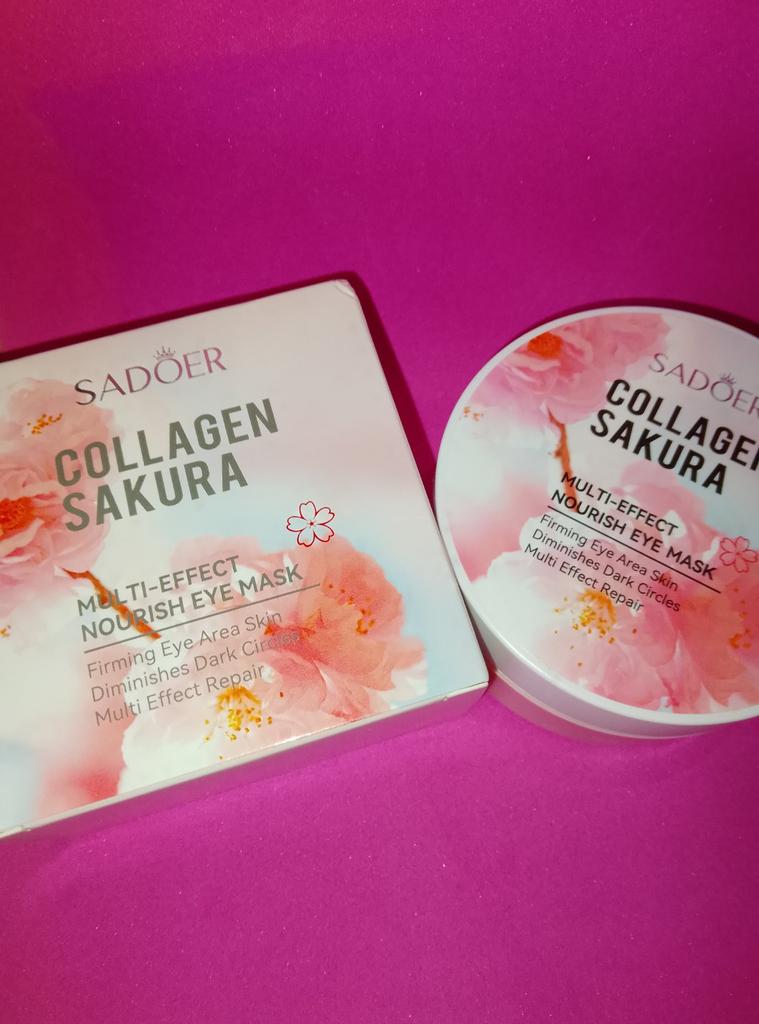 SADOER
COLLAGEN
SAKURA
MULTI-EFFECT
NOURISH EYE MASK
Firming Eye Area Skin
Diminishes Dark Circles
Multi Effect Repair
SADOER
COLLAGEN
SAKURA
MULTI-EFFECT
NOURISH EYE MASK
Firming Eye Area Skin
Diminishes Dark Circles
Multi Effect Repair